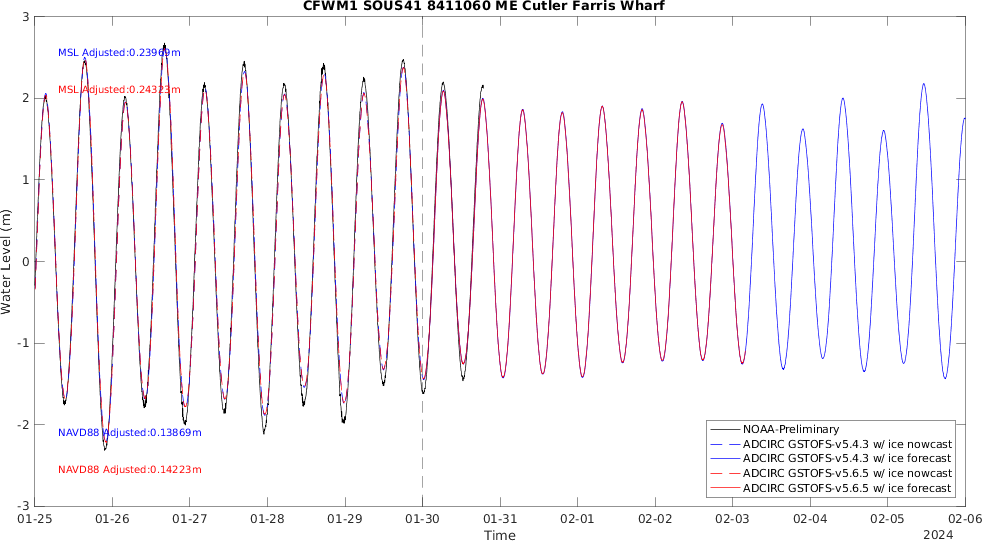 CFWM1 SOUS41 8411060 ME Cutler Farris Wharf
3
2
1
0
-1
-2
-3
Water Level (m)
MSL Adjusted:0.23969m
MSL Adjusted:0.24323m
NAVD88 Adjusted:0.13869m
NAVD88 Adjusted:0.14223m
NOAA-Preliminary
ADCIRC GSTOFS-v5.4.3 w/ ice nowcast
ADCIRC GSTOFS-v5.4.3 w/ ice forecast
ADCIRC GSTOFS-v5.6.5 w/ ice nowcast
ADCIRC GSTOFS-v5.6.5 w/ ice forecast
01-25 01-26 01-27 01-28 01-29 01-30 01-31 02-01 02-02 02-03 02-04 02-05 02-06
Time
2024